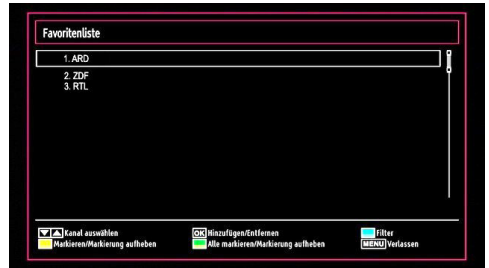 Favoritenliste
1. ARD
2. ZDF
3. RTL
Kanal auswählen
OK Hinzufügen/Entfernen
Filter
Markieren/Markierung aufheben
Alle markieren/Markierung aufheben
MENU Verlassen